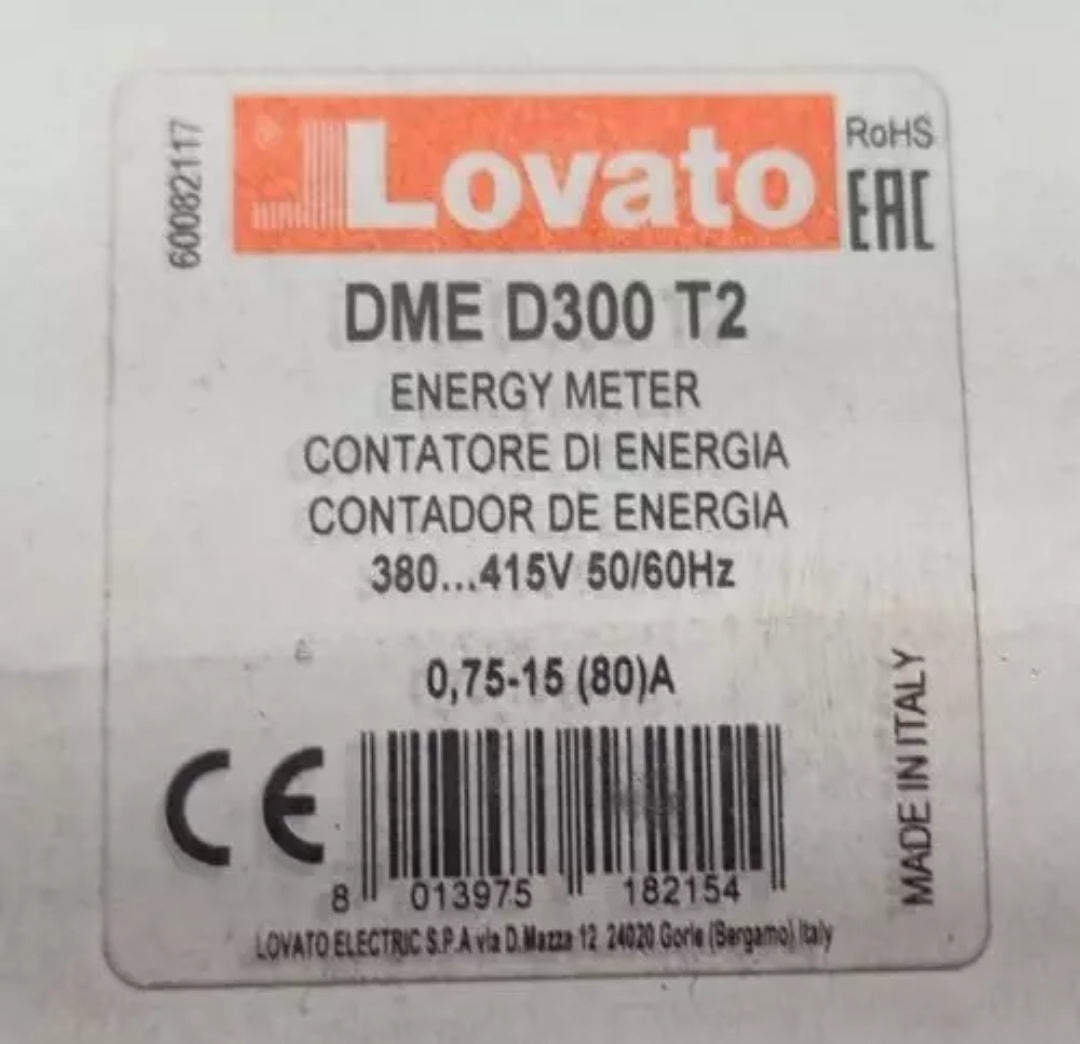 60082117
Lovato
RoHS
EAC
DME D300 T2
ENERGY METER
CONTATORE DI ENERGIA
CONTADOR DE ENERGIA
380...415V 50/60Hz
0,75-15 (80)A
CE
8 013975 182154
MADE IN ITALY
LOVATO ELECTRIC S.P.A via D.Mazza 12 24020 Gorle (Bergamo) Italy